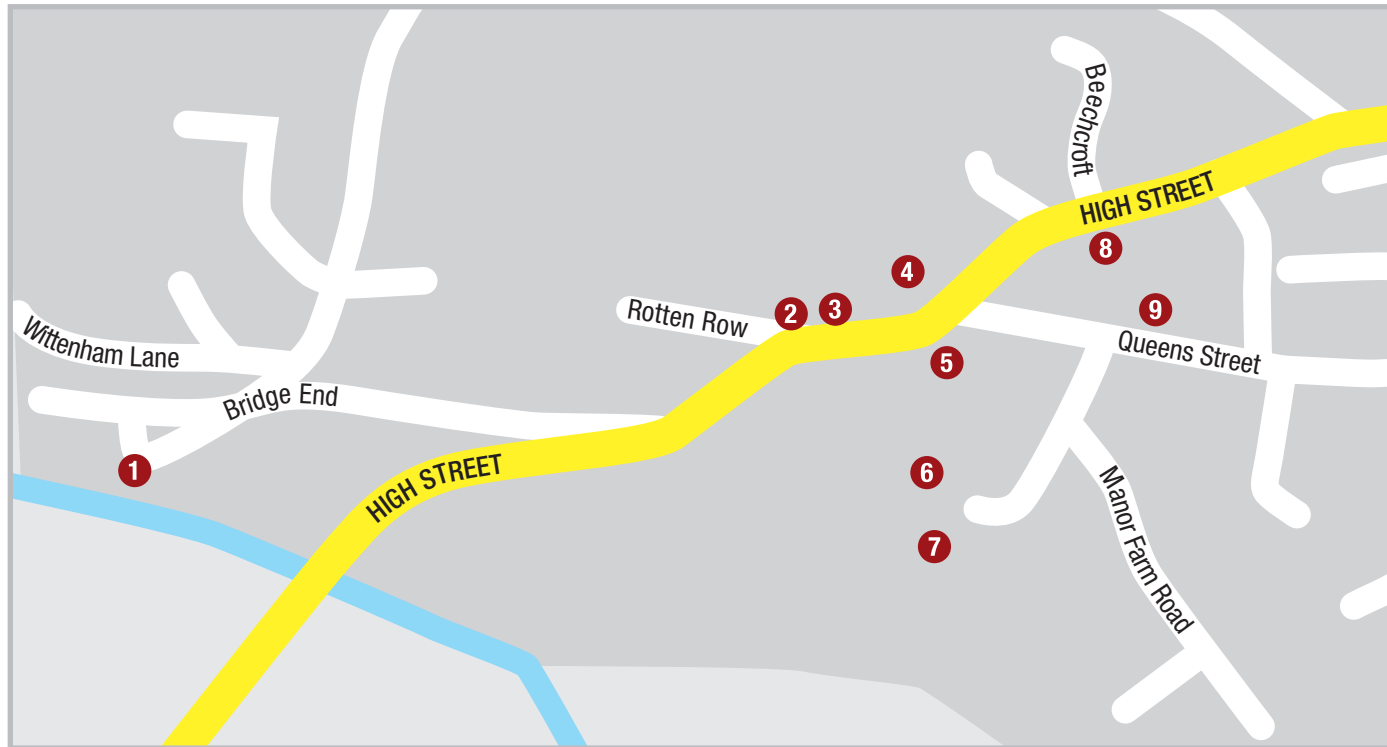 Beechcroft
HIGH STREET
8
4
9
2
3
Rotten Row
Wittenham Lane
5
Queens Street
Bridge End
1
HIGH STREET
6
Manor Farm Road
7